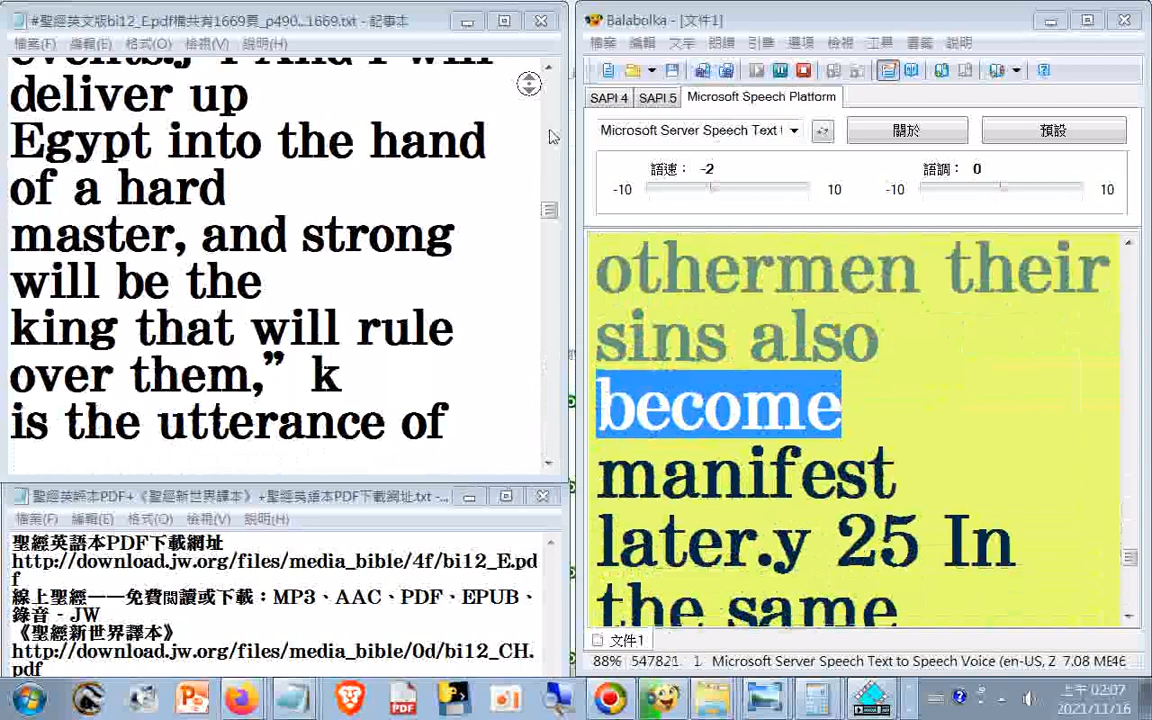 #聖經英文版bi12_E.pdf檔共有1669頁_p490...1669.txt - 記事本
檔案(F) 編輯(E) 格式(O) 檢視(V) 說明(H)
deliver up
Egypt into the hand
of a hard
master, and strong
will be the
king that will rule
over them,” k
is the utterance of
聖經英語本PDF+《聖經新世界譯本》+聖經英語本PDF下載網址.txt -...
檔案(F) 編輯(E) 格式(O) 檢視(V) 說明(H)
聖經英語本PDF下載網址
http://download.jw.org/files/media_bible/4f/bi12_E.pd
f
線上聖經——免費閱讀或下載：MP3、AAC、PDF、EPUB、
錄音 - JW
《聖經新世界譯本》
http://download.jw.org/files/media_bible/0d/bi12_CH.
pdf
Balabolka - [文件1]
檔案 編輯 文字 朗讀 引擎 選項 檢視 工具 書籤 說明
SAPI 4 SAPI 5 Microsoft Speech Platform
Microsoft Server Speech Text 關於 預設
語速： -2 語調： 0
-10 10 -10 10
othermen their
sins also
become
manifest
later.y 25 In
the same
文件1
88% 547821. 1. Microsoft Server Speech Text to Speech Voice (en-US, Z 7.08 ME46
上午 02:07
2021/11/16